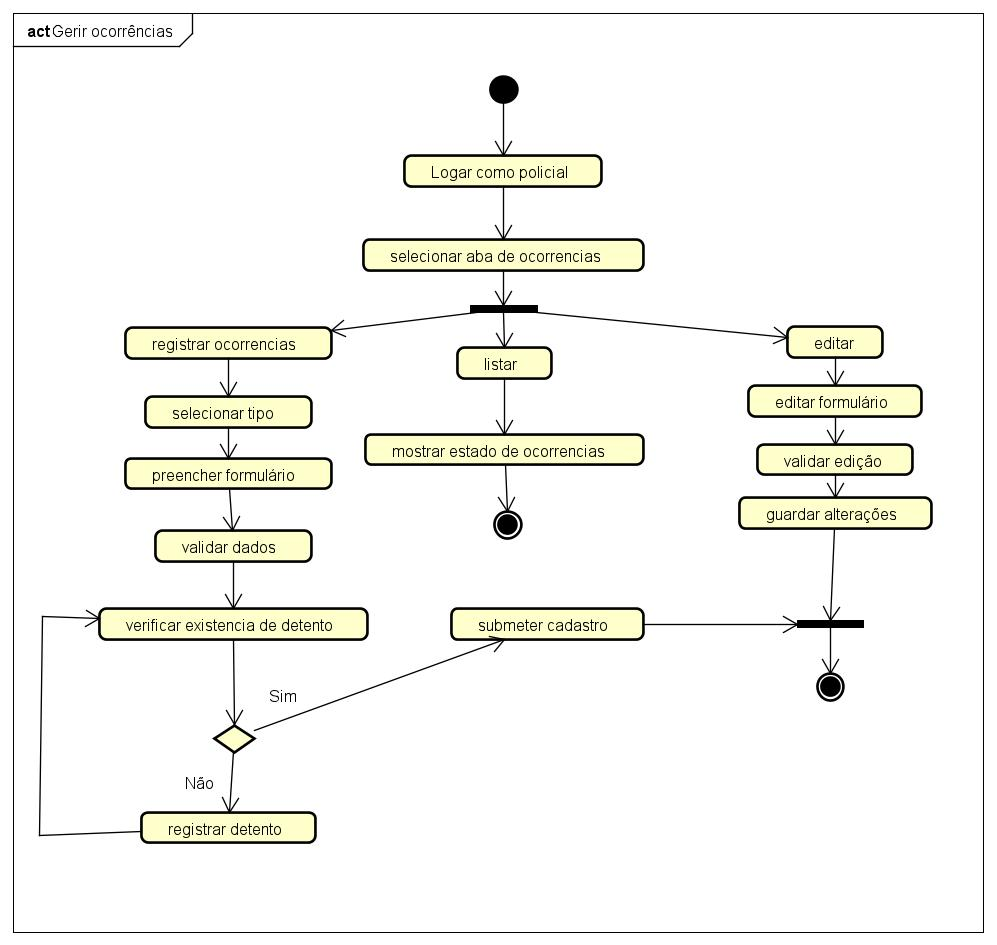 act Gerir ocorrências
Logar como policial
selecionar aba de ocorrencias
registrar ocorrencias
listar
editar
selecionar tipo
editar formulário
preencher formulário
mostrar estado de ocorrencias
validar edição
guardar alterações
validar dados
verificar existencia de detento
submeter cadastro
Sim
Não
registrar detento